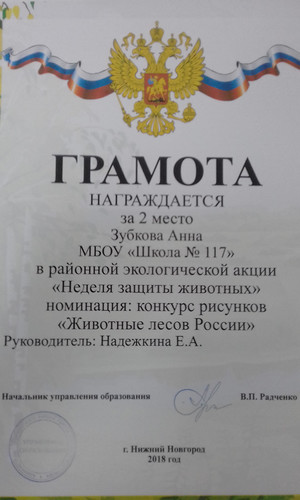 ГРАМОТА
НАГРАЖДАЕТСЯ
за 2 место
Зубкова Анна
МБОУ «Школа № 117»
в районной экологической акции
«Неделя защиты животных»
номинация: конкурс рисунков
«Животные лесов России»
Руководитель: Надежкина Е.А.
Начальник управления образования В.П. Радченко
г. Нижний Новгород
2018 год